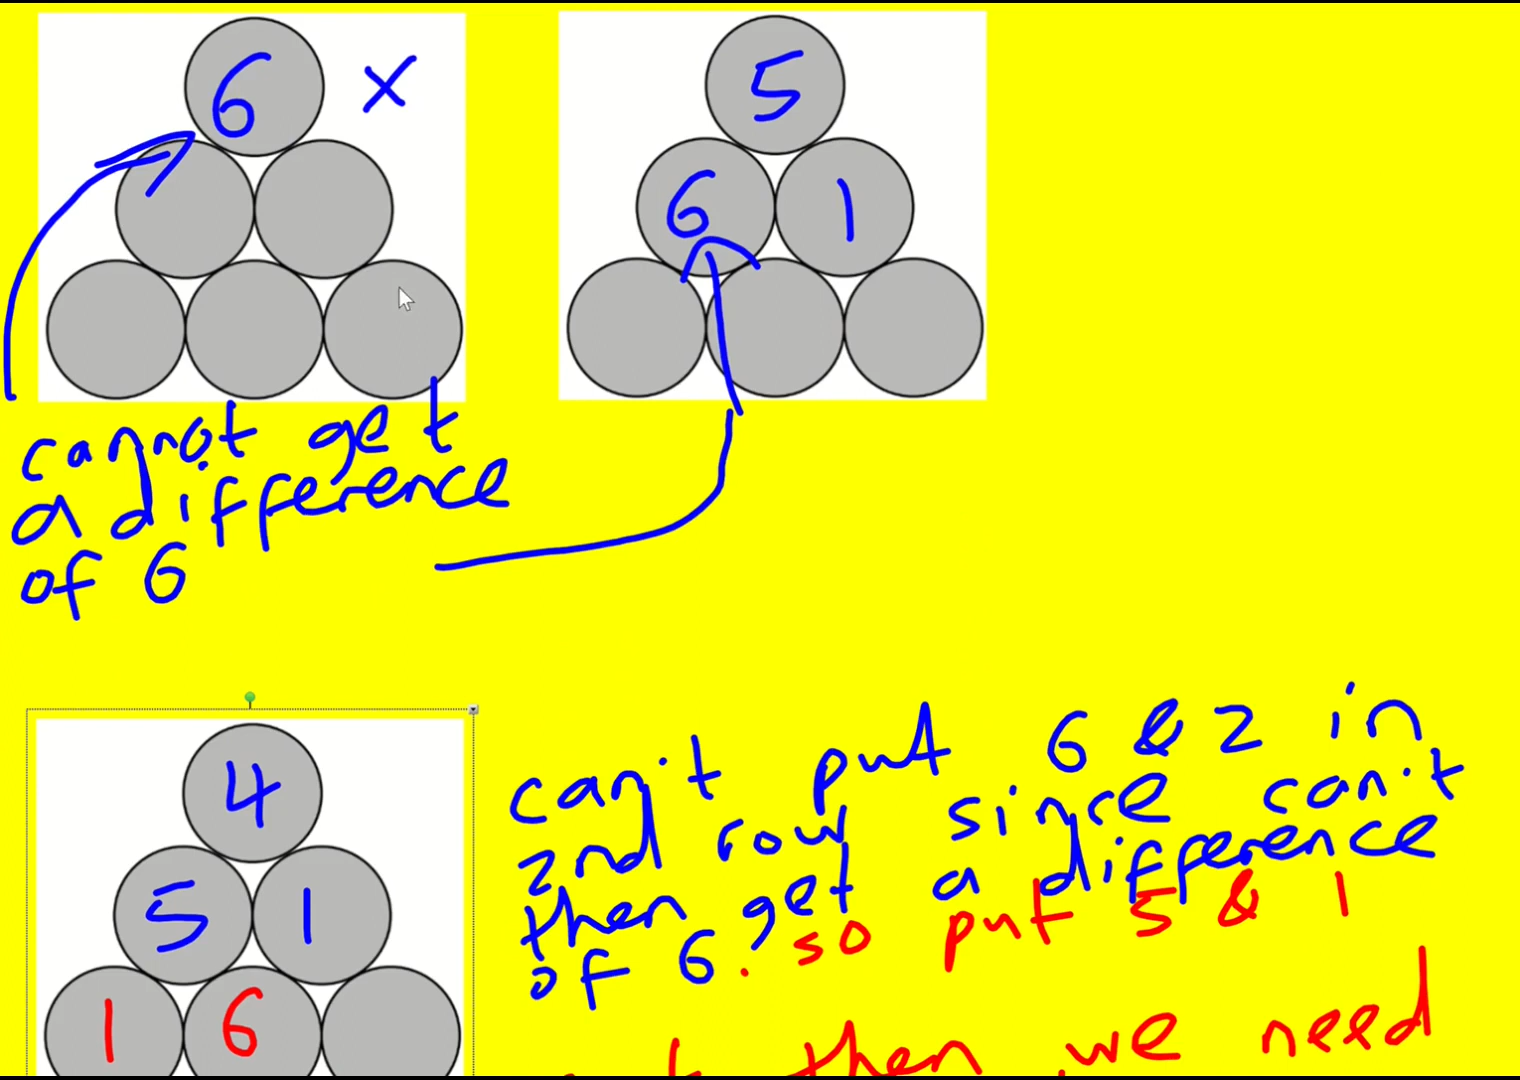 6 x
5
6 1
cannot get
a difference
of 6
4
5 1
1 6
can't put 6 & 2 in
2nd row since can't
then get a difference
of 6. so put 5 & 1
then we need